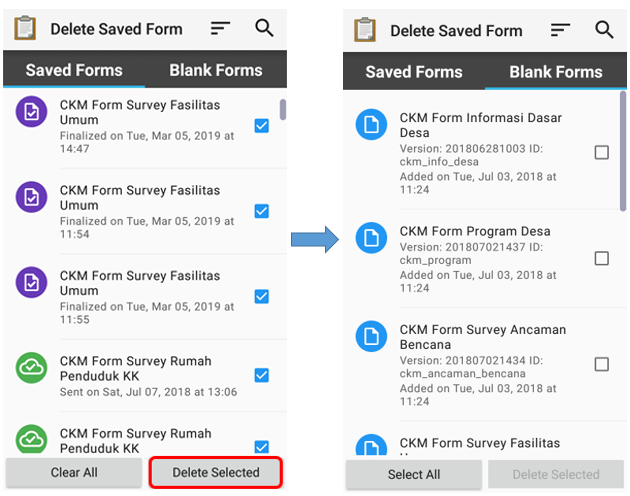 Delete Saved Form
Saved Forms
Blank Forms
CKM Form Survey Fasilitas
Umum
Finalized on Tue, Mar 05, 2019 at
14:47
CKM Form Survey Fasilitas
Umum
Finalized on Tue, Mar 05, 2019 at
11:54
CKM Form Survey Fasilitas
Umum
Finalized on Tue, Mar 05, 2019 at
11:55
CKM Form Survey Rumah
Penduduk KK
Sent on Sat, Jul 07, 2018 at 13:06
CKM Form Survey Rumah
Penduduk KK
Clear All
Delete Selected
Delete Saved Form
Saved Forms
Blank Forms
CKM Form Informasi Dasar
Desa
Version: 201806281003 ID:
ckm_info_desa
Added on Tue, Jul 03, 2018 at
11:24
CKM Form Program Desa
Version: 201807021437 ID:
ckm_program
Added on Tue, Jul 03, 2018 at
11:24
CKM Form Survey Ancaman
Bencana
Version: 201807021434 ID:
ckm_ancaman_bencana
Added on Tue, Jul 03, 2018 at
11:24
CKM Form Survey Fasilitas
Select All
Delete Selected